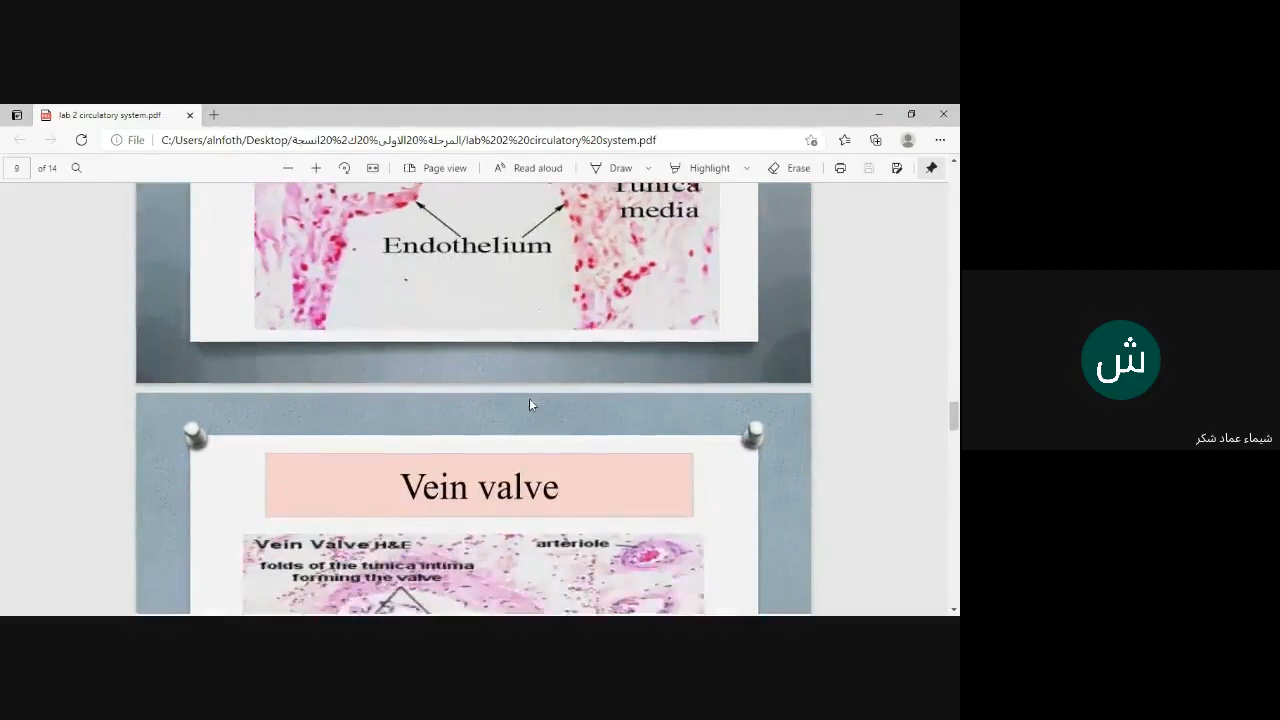 lab 2 circulatory system.pdf
File
C:/Users/alnfoth/Desktop/المرحلة%20الاولى%20ك2%20انسجة/lab%202%20circulatory%20system.pdf
9 of 14
Page view
Read aloud
Draw
Highlight
Erase
Tunica
media
Endothelium
Vein valve
Vein Valve H&E
arteriole
folds of the tunica intima
forming the valve
ش
شيماء عماد شكر